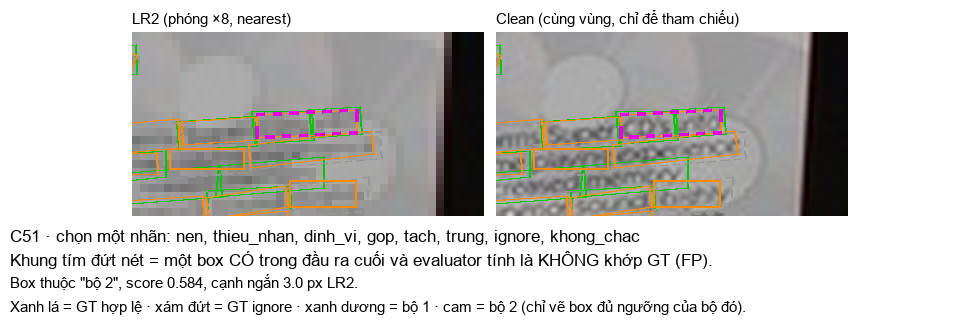 LR2 (phóng ×8, nearest)
Clean (cùng vùng, chỉ để tham chiếu)
C51 · chọn một nhãn: nen, thieu_nhan, dinh_vi, gop, tach, trung, ignore, khong_chac
Khung tím đứt nét = một box CÓ trong đầu ra cuối và evaluator tính là KHÔNG khớp GT (FP).
Box thuộc "bộ 2", score 0.584, cạnh ngắn 3.0 px LR2.
Xanh lá = GT hợp lệ · xám đứt = GT ignore · xanh dương = bộ 1 · cam = bộ 2 (chỉ vẽ box đủ ngưỡng của bộ đó).